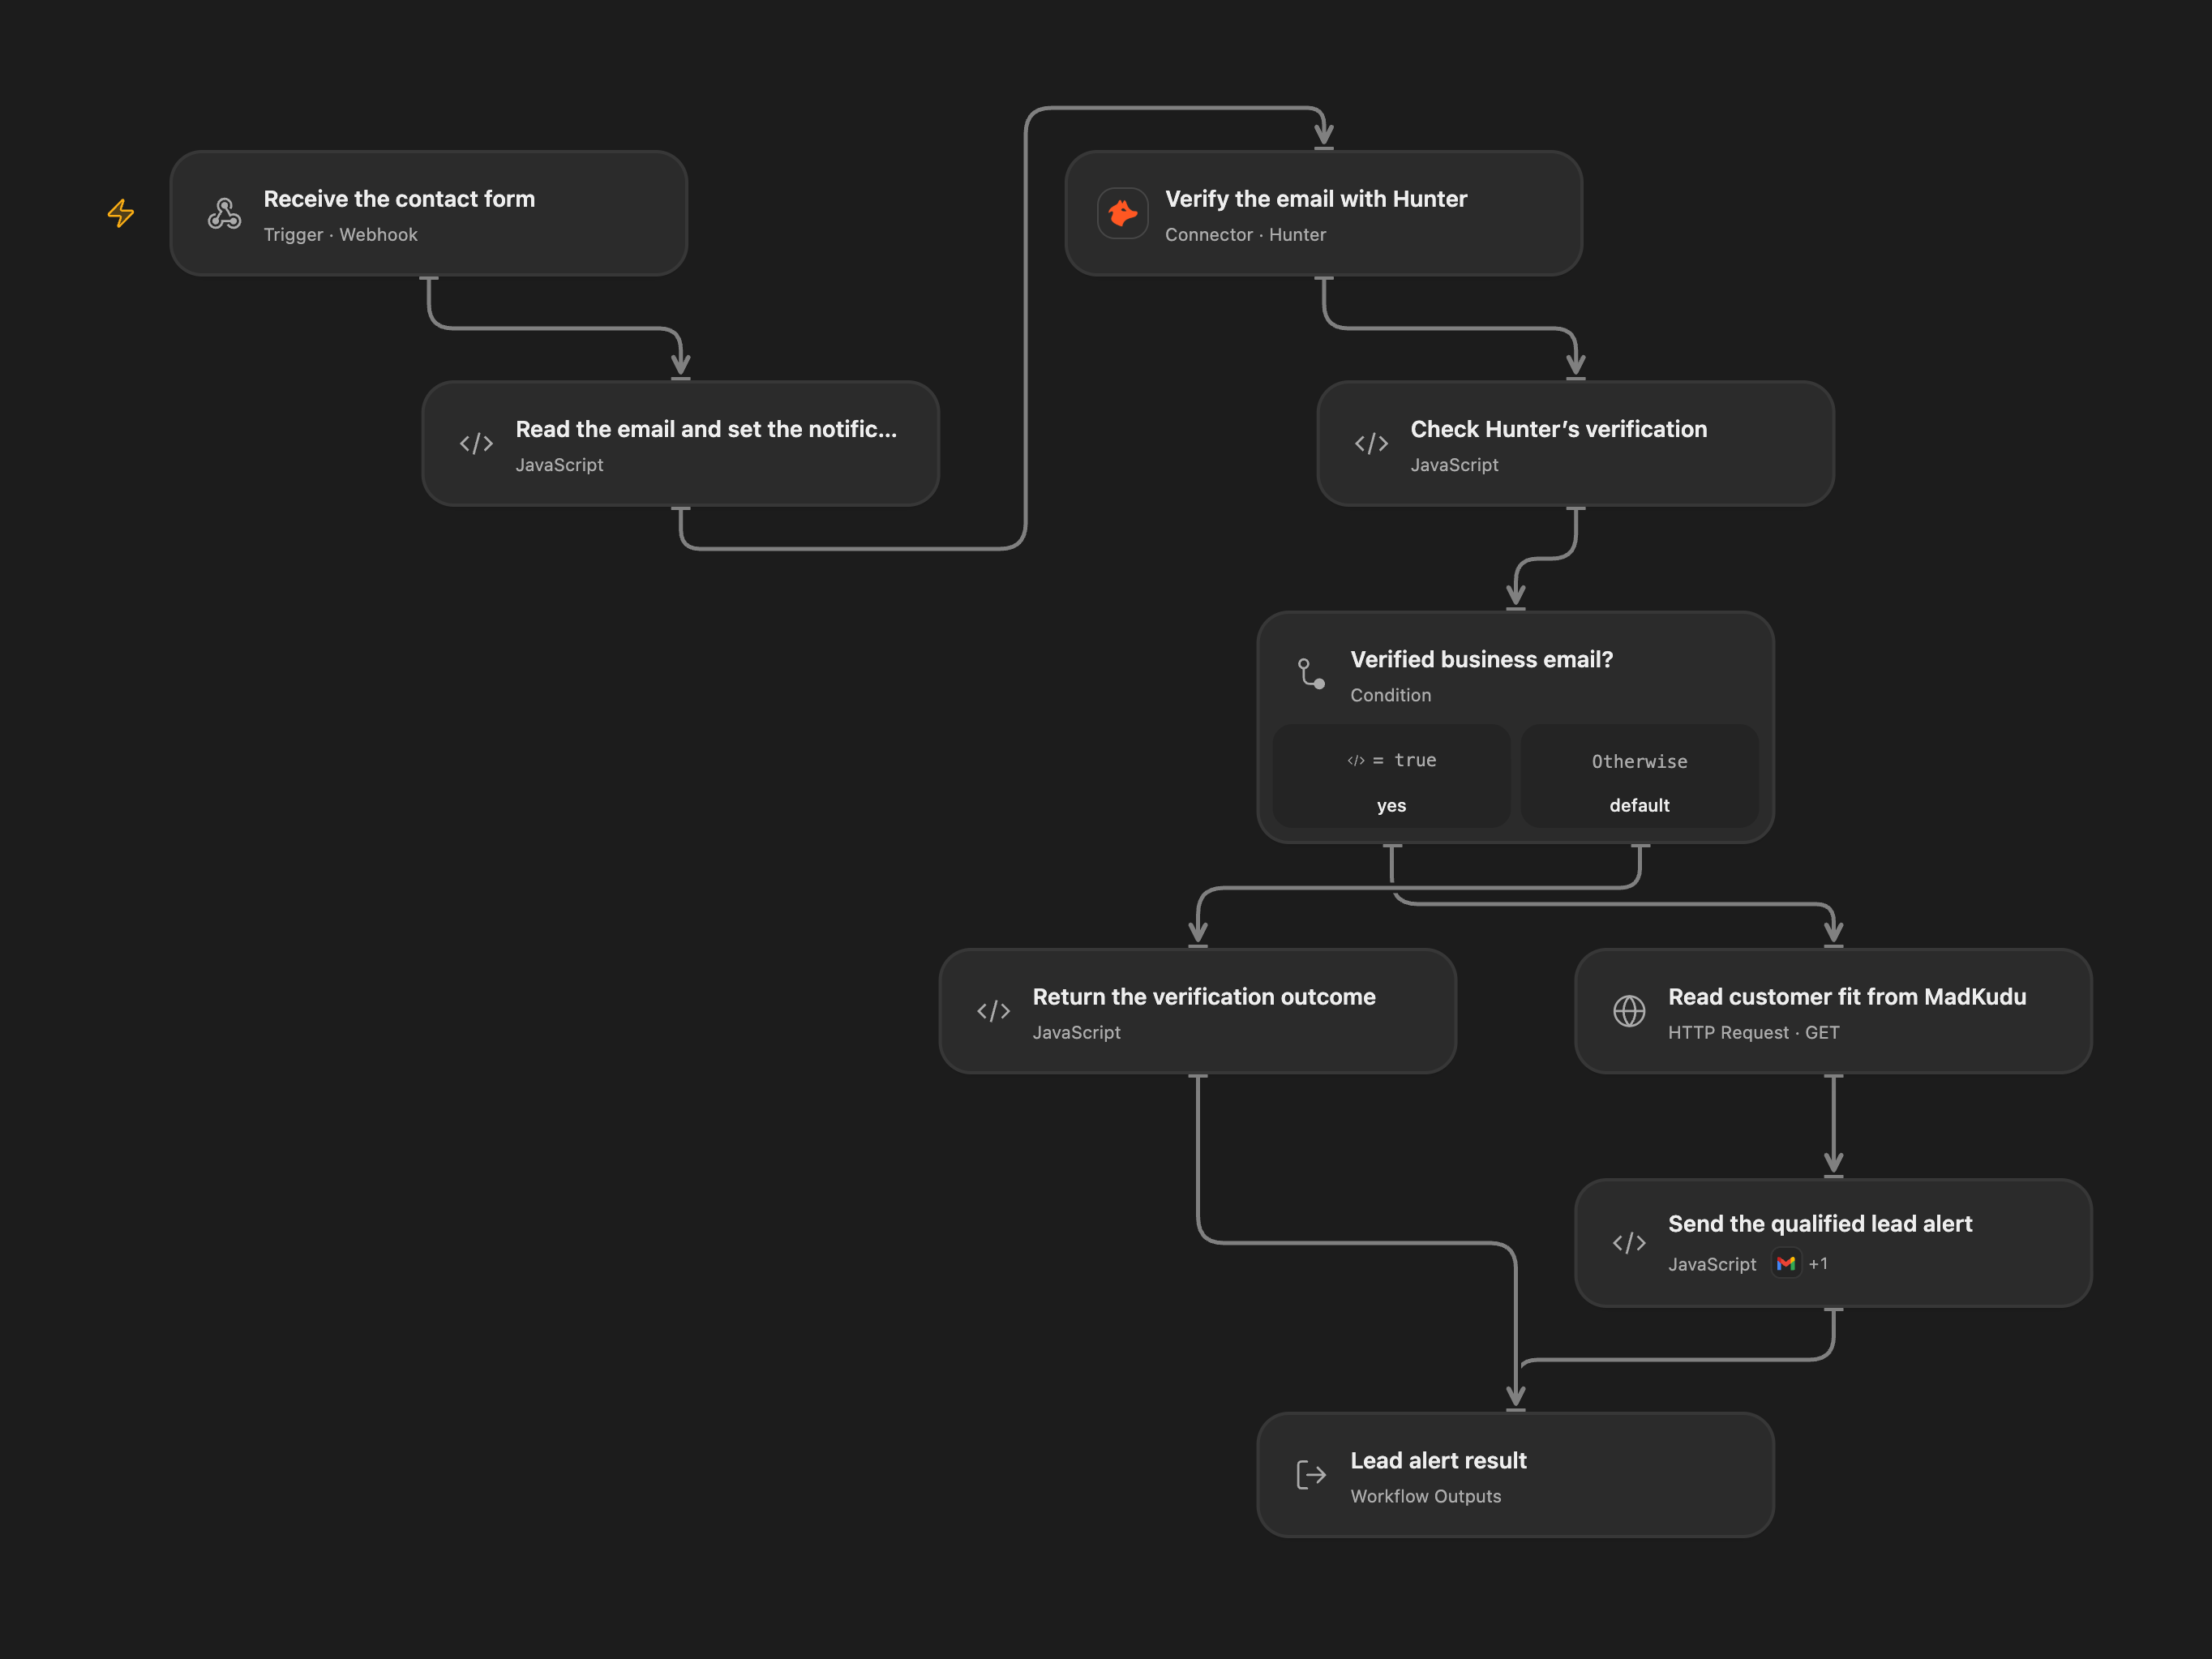 Receive the contact form
Trigger · Webhook
Read the email and set the notific...
JavaScript
Verify the email with Hunter
Connector · Hunter
Check Hunter’s verification
JavaScript
Verified business email?
Condition
</> = true
yes
Otherwise
default
Return the verification outcome
JavaScript
Read customer fit from MadKudu
HTTP Request · GET
Send the qualified lead alert
JavaScript +1
Lead alert result
Workflow Outputs